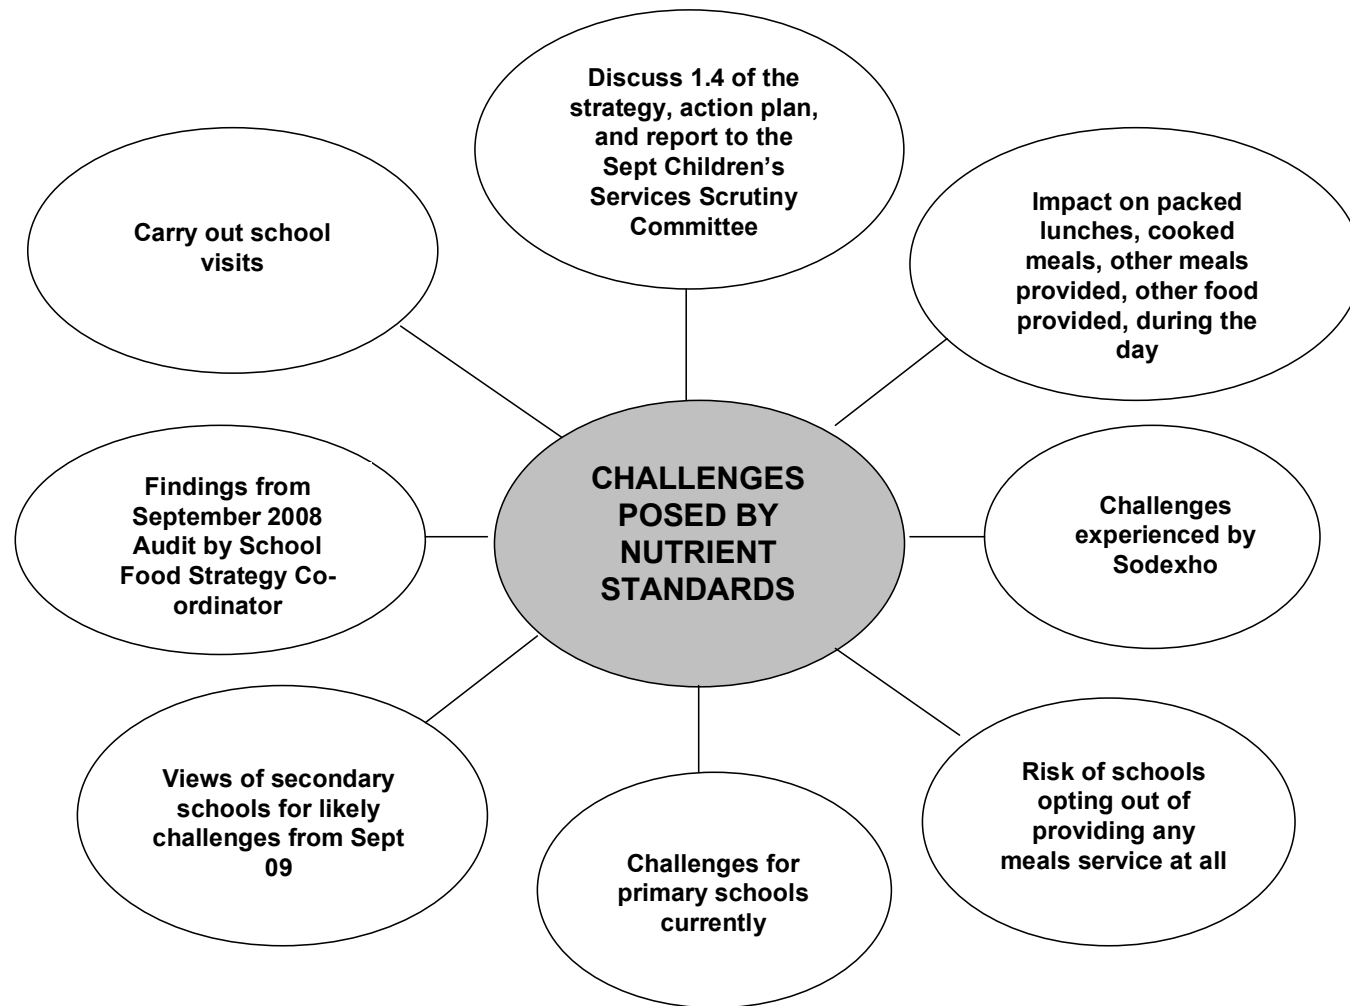 Discuss 1.4 of the
strategy, action plan,
and report to the
Sept Children’s
Services Scrutiny
Committee
Impact on packed
lunches, cooked
meals, other meals
provided, other food
provided, during the
day
Carry out school
visits
CHALLENGES
POSED BY
NUTRIENT
STANDARDS
Findings from
September 2008
Audit by School
Food Strategy Co-
ordinator
Challenges
experienced by
Sodexho
Views of secondary
schools for likely
challenges from Sept
09
Challenges for
primary schools
currently
Risk of schools
opting out of
providing any
meals service at all